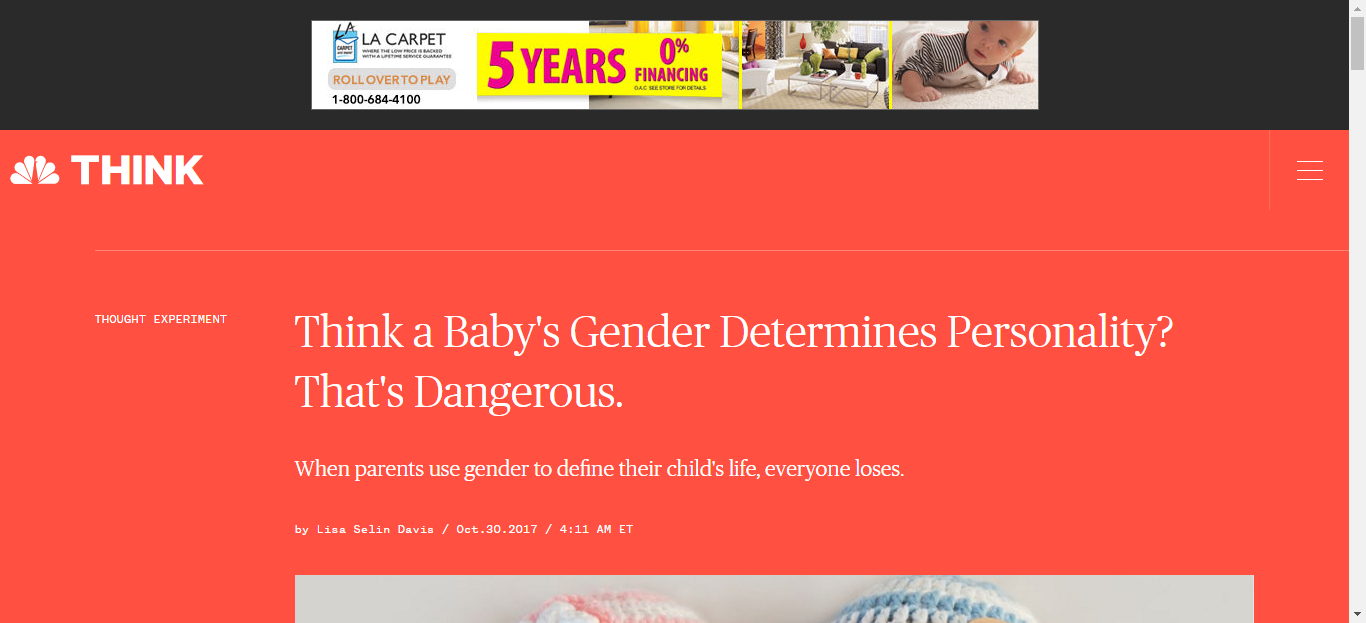 LA
CARPET
LA CARPET
WHERE THE LOW PRICE IS BACKED
WITH A LIFETIME SERVICE GUARANTEE
ROLL OVER TO PLAY
1-800-684-4100
5 YEARS
0%
FINANCING
O.A.C. SEE STORE FOR DETAILS
THINK
THOUGHT EXPERIMENT
Think a Baby's Gender Determines Personality?
That's Dangerous.
When parents use gender to define their child's life, everyone loses.
by Lisa Selin Davis / Oct.30.2017 / 4:11 AM ET